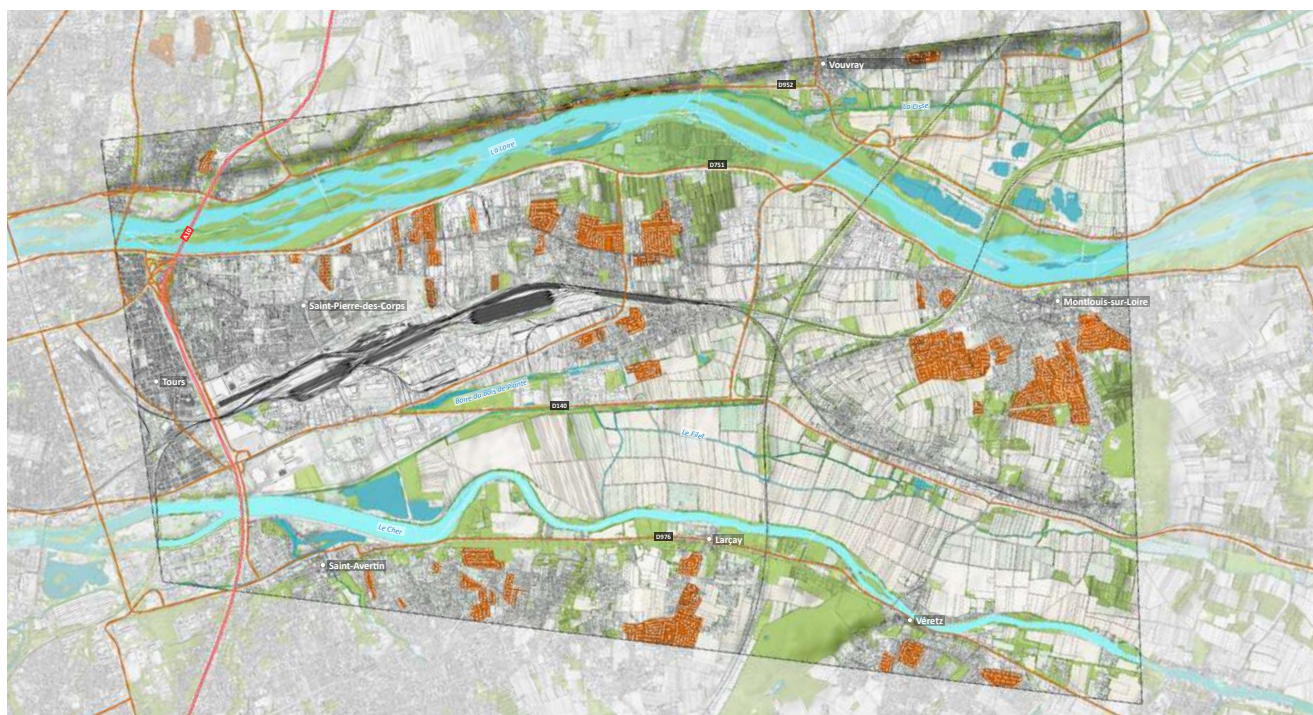 Vouvray
D952
La Cisse
La Loire
D751
A10
Saint-Pierre-des-Corps
Montlouis-sur-Loire
Tours
Boire du Bois de Plante
D140
Le Filet
Le Cher
D976
Larçay
Saint-Avertin
Véretz